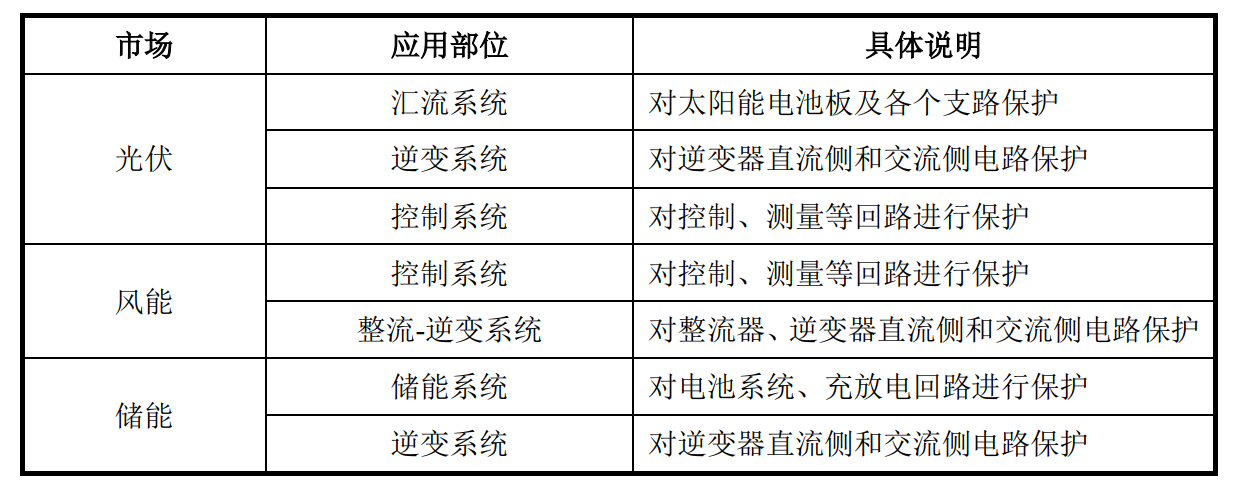 市场 应用部位 具体说明
光伏 汇流系统 对太阳能电池板及各个支路保护
逆变系统 对逆变器直流侧和交流侧电路保护
控制系统 对控制、测量等回路进行保护
风能 控制系统 对控制、测量等回路进行保护
整流-逆变系统 对整流器、逆变器直流侧和交流侧电路保护
储能 储能系统 对电池系统、充放电回路进行保护
逆变系统 对逆变器直流侧和交流侧电路保护